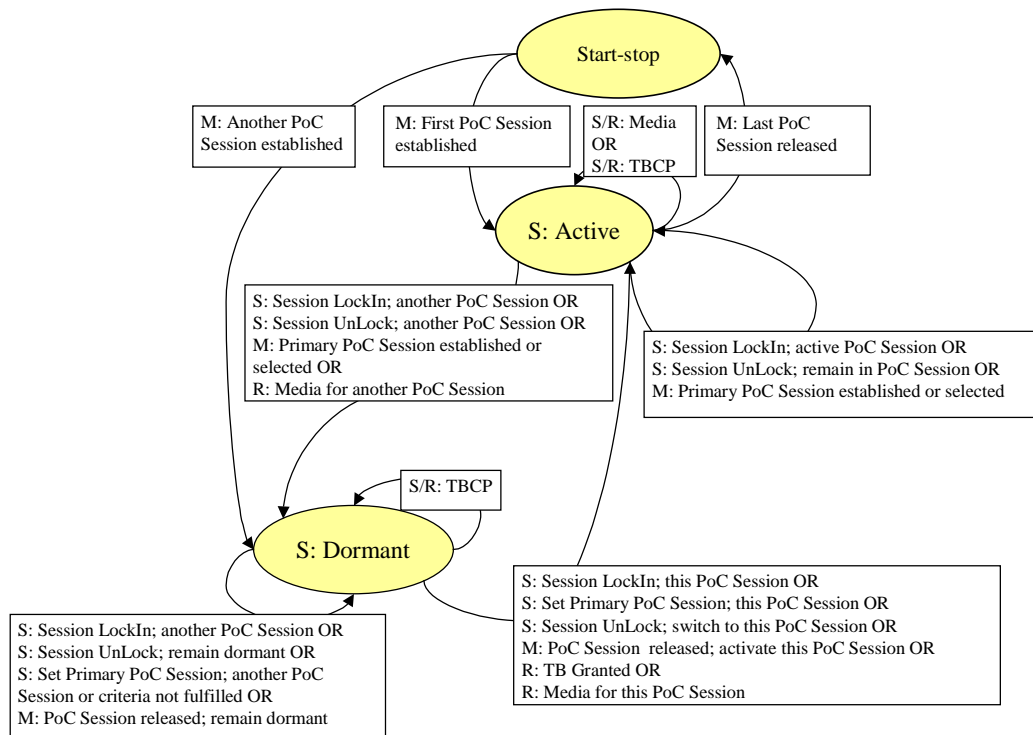 Start-stop
M: Another PoC
Session established
M: First PoC Session
established
S/R: Media
OR
S/R: TBCP
M: Last PoC
Session released
S: Active
S: Session LockIn; another PoC Session OR
S: Session UnLock; another PoC Session OR
M: Primary PoC Session established or
selected OR
R: Media for another PoC Session
S: Session LockIn; active PoC Session OR
S: Session UnLock; remain in PoC Session OR
M: Primary PoC Session established or selected
S/R: TBCP
S: Dormant
S: Session LockIn; this PoC Session OR
S: Set Primary PoC Session; this PoC Session OR
S: Session UnLock; switch to this PoC Session OR
M: PoC Session released; activate this PoC Session OR
R: TB Granted OR
R: Media for this PoC Session
S: Session LockIn; another PoC Session OR
S: Session UnLock; remain dormant OR
S: Set Primary PoC Session; another PoC
Session or criteria not fulfilled OR
M: PoC Session released; remain dormant